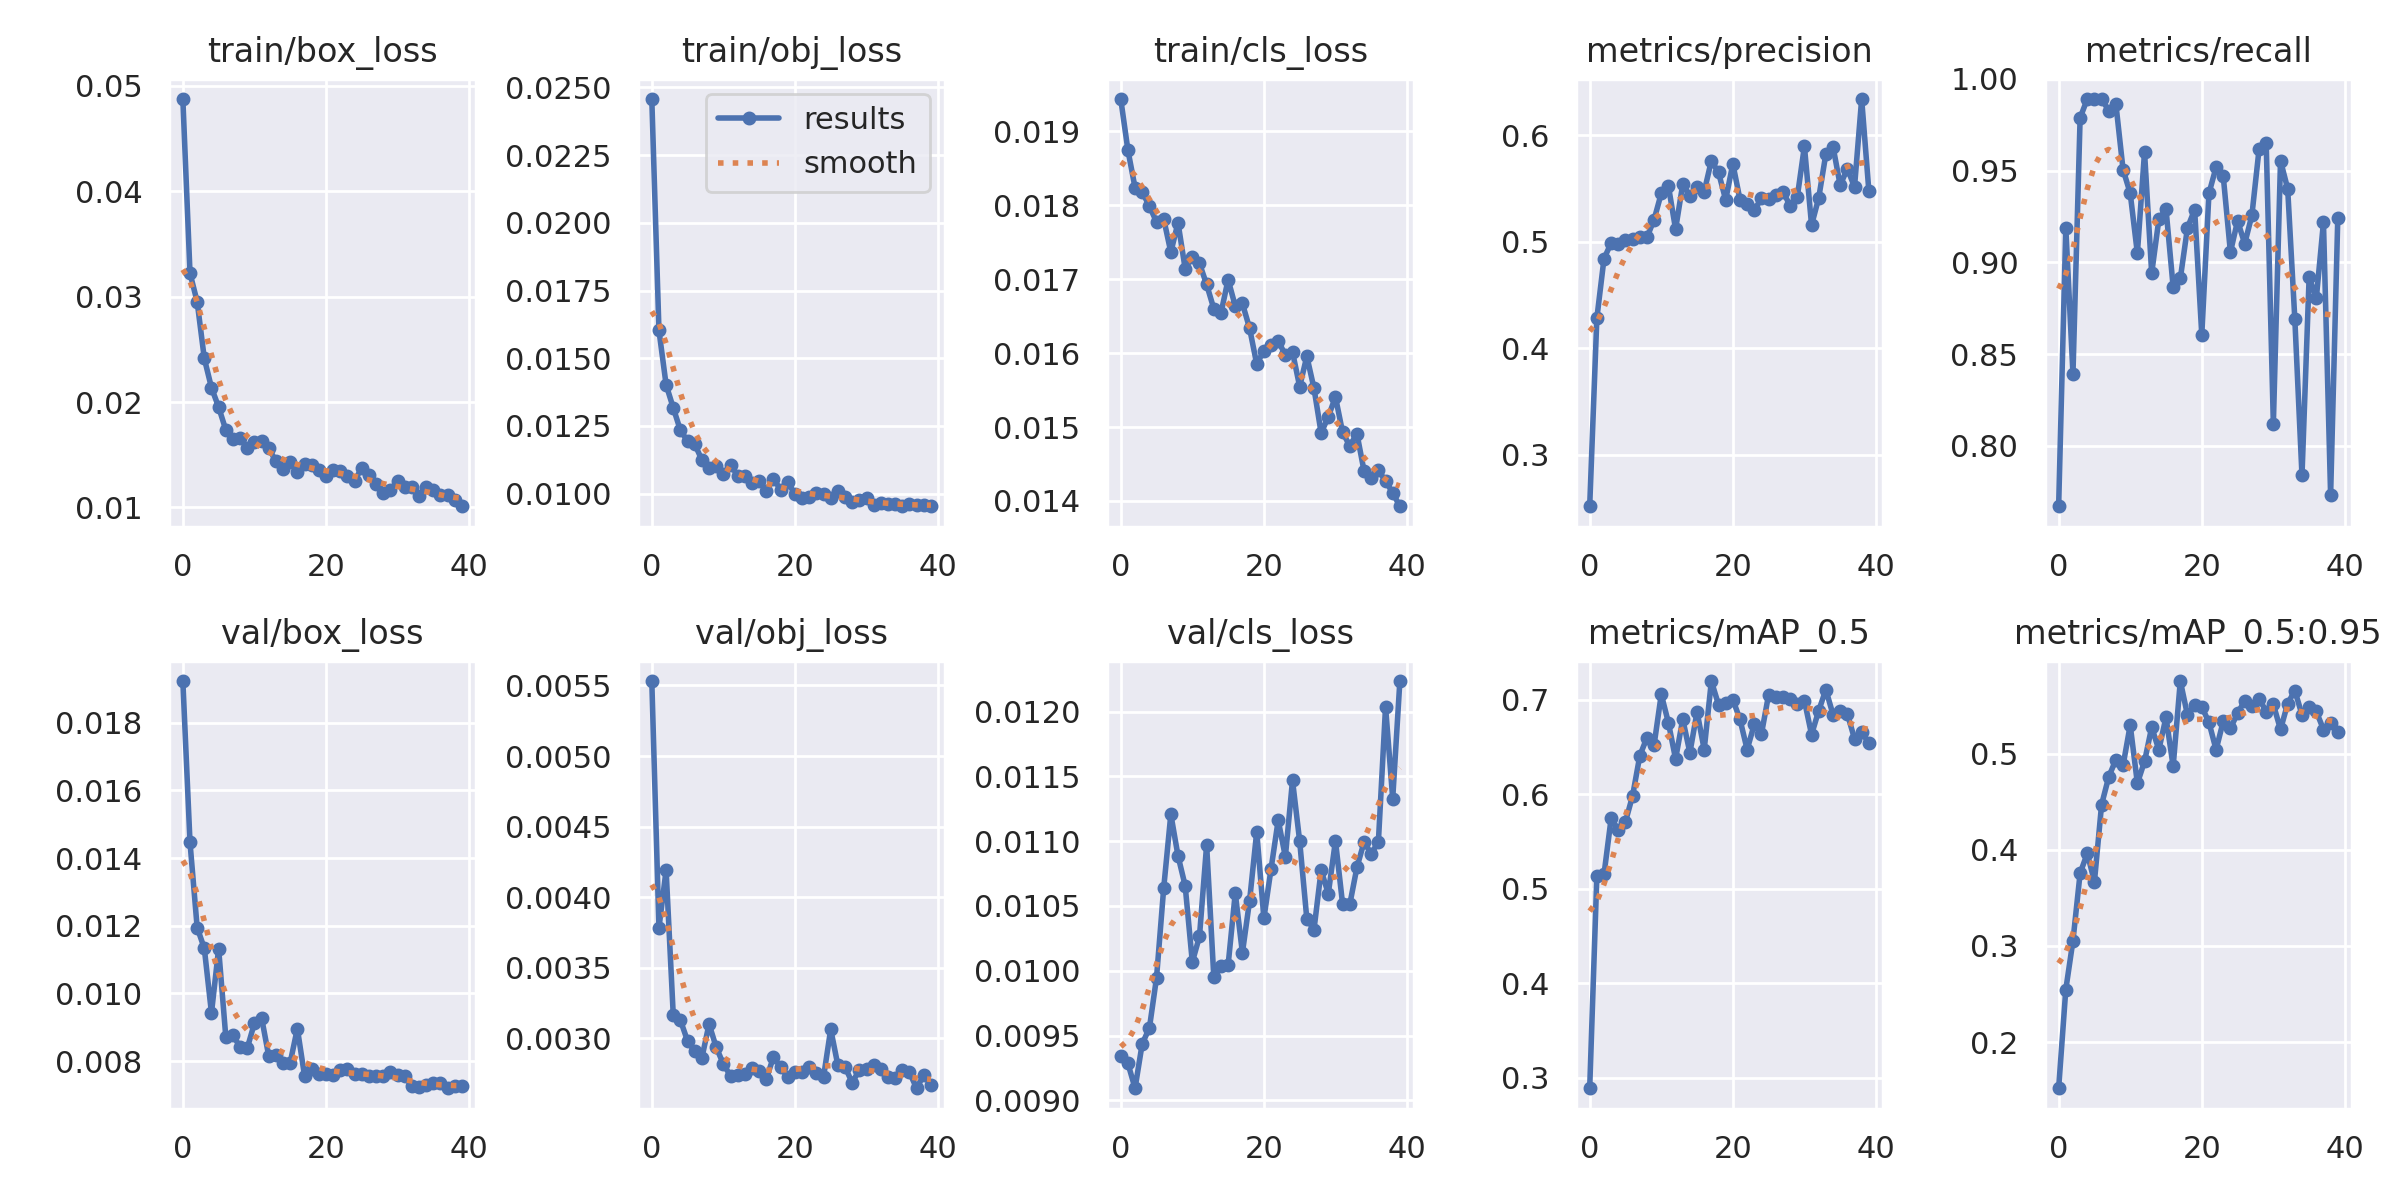 train/box_loss
0.05
0.04
0.03
0.02
0.01
0 20 40
train/obj_loss
results
smooth
0.0250
0.0225
0.0200
0.0175
0.0150
0.0125
0.0100
0 20 40
train/cls_loss
0.019
0.018
0.017
0.016
0.015
0.014
0 20 40
metrics/precision
0.6
0.5
0.4
0.3
0 20 40
metrics/recall
1.00
0.95
0.90
0.85
0.80
0 20 40
val/box_loss
0.018
0.016
0.014
0.012
0.010
0.008
0 20 40
val/obj_loss
0.0055
0.0050
0.0045
0.0040
0.0035
0.0030
0 20 40
val/cls_loss
0.0120
0.0115
0.0110
0.0105
0.0100
0.0095
0.0090
0 20 40
metrics/mAP_0.5
0.7
0.6
0.5
0.4
0.3
0 20 40
metrics/mAP_0.5:0.95
0.5
0.4
0.3
0.2
0 20 40